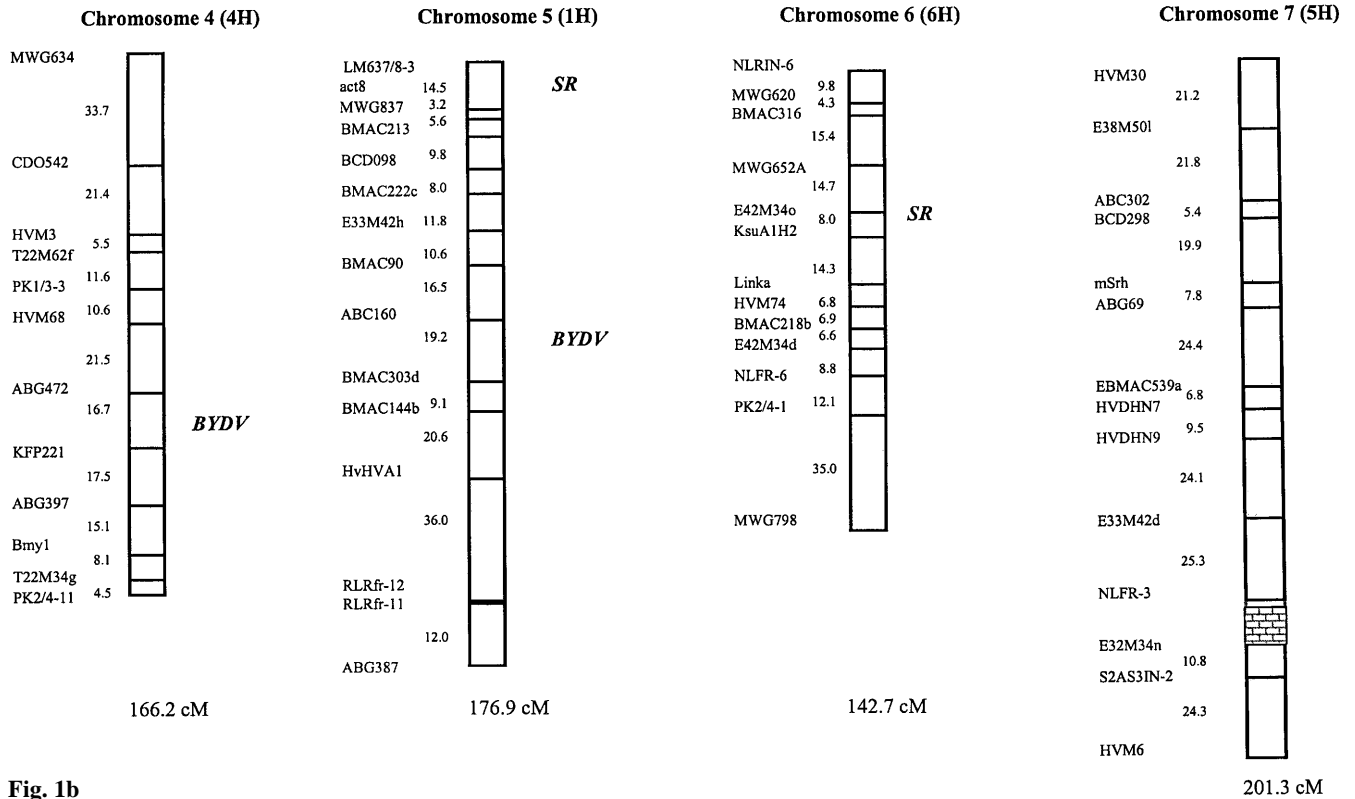 Chromosome 4 (4H)
MWG634
33.7
CDO542
21.4
HVM3
5.5
T22M62f
11.6
PK1/3-3
10.6
HVM68
21.5
ABG472
16.7
BYDV
KFP221
17.5
ABG397
15.1
Bmy1
8.1
T22M34g
4.5
PK2/4-11
166.2 cM
Chromosome 5 (1H)
LM637/8-3
act8
14.5
SR
MWG837
3.2
5.6
BMAC213
9.8
BCD098
8.0
BMAC222c
11.8
E33M42h
10.6
BMAC90
16.5
ABC160
19.2
BYDV
BMAC303d
9.1
BMAC144b
20.6
HvHVA1
36.0
RLRfr-12
RLRfr-11
12.0
ABG387
176.9 cM
Chromosome 6 (6H)
NLRIN-6
9.8
MWG620
4.3
BMAC316
15.4
MWG652A
14.7
E42M34o
8.0
SR
KsuA1H2
14.3
Linka
6.8
HVM74
6.9
BMAC218b
6.6
E42M34d
8.8
NLFR-6
12.1
PK2/4-1
35.0
MWG798
142.7 cM
Chromosome 7 (5H)
HVM30
21.2
E38M50l
21.8
ABC302
5.4
BCD298
19.9
mSrh
7.8
ABG69
24.4
EBMAC539a
6.8
HVDHN7
9.5
HVDHN9
24.1
E33M42d
25.3
NLFR-3
E32M34n
10.8
S2AS3IN-2
24.3
HVM6
201.3 cM
Fig. 1b